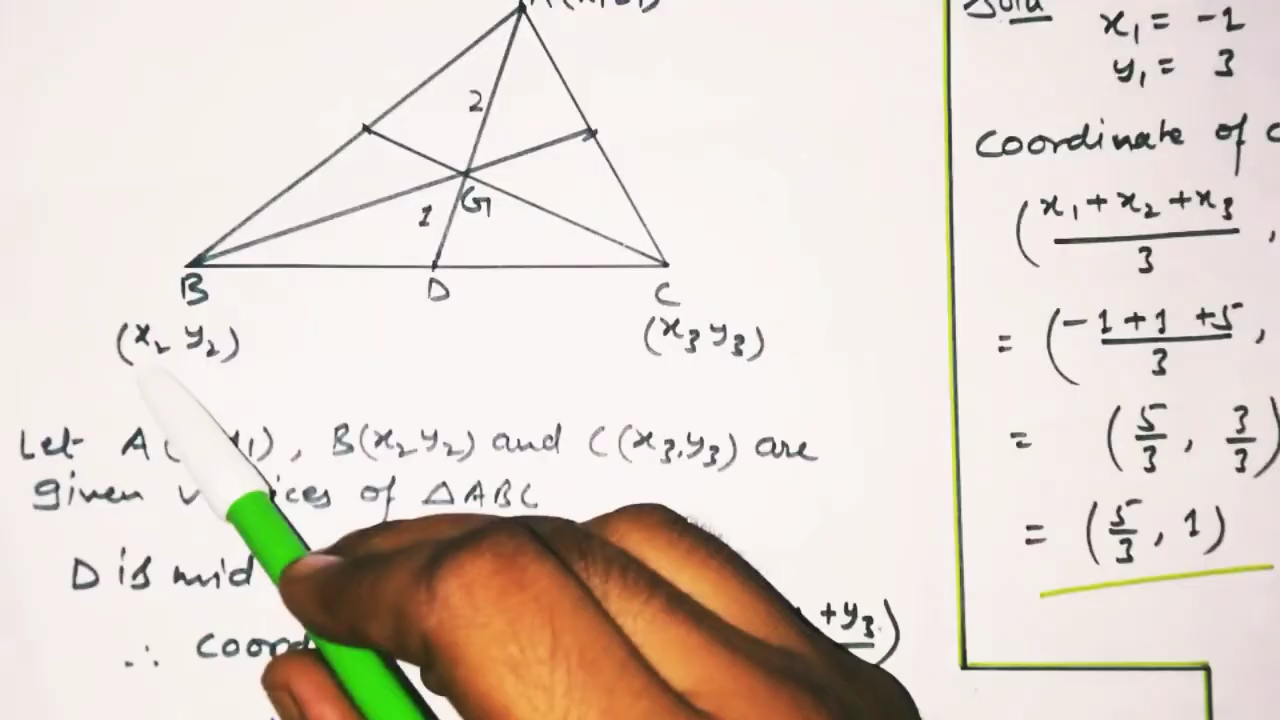 2
1 G
B D C
(x₂ y₂) (x₃ y₃)
Let A( ), B(x₂ y₂) and C(x₃,y₃) are
given of ΔABC
D is mid
∴
+y₃)
x₁ = -1
y₁ = 3
Coordinate of
(x₁+x₂+x₃/3 ,
= (-1+1+5/3 ,
= (5/3 , 3/3)
= (5/3 , 1)